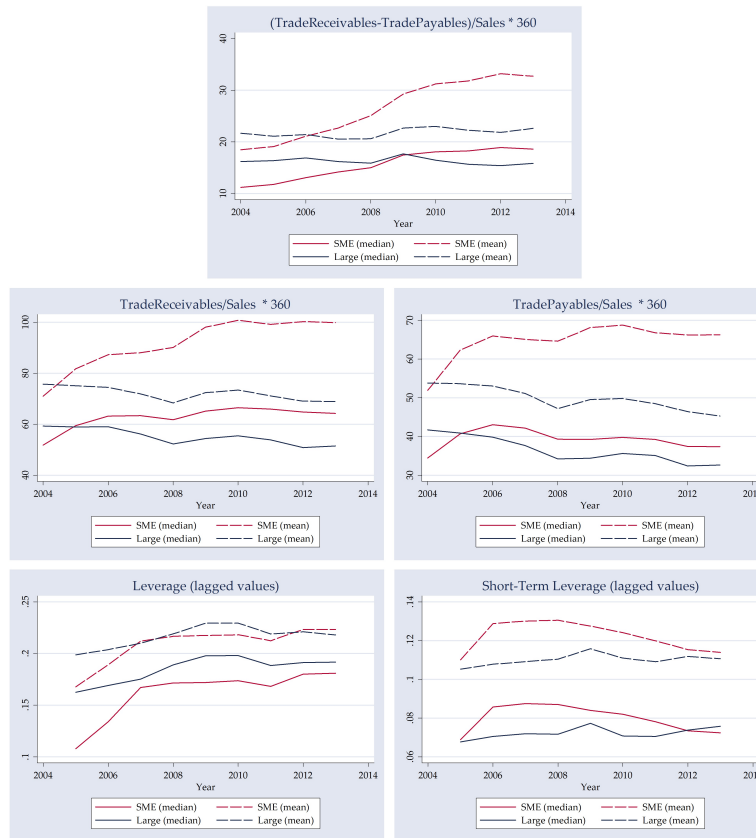 (TradeReceivables-TradePayables)/Sales * 360
40
30
20
10
2004 2006 2008 2010 2012 2014
Year
SME (median) SME (mean)
Large (median) Large (mean)
TradeReceivables/Sales * 360
100
80
60
40
2004 2006 2008 2010 2012 2014
Year
SME (median) SME (mean)
Large (median) Large (mean)
TradePayables/Sales * 360
70
60
50
40
30
2004 2006 2008 2010 2012 201
Year
SME (median) SME (mean)
Large (median) Large (mean)
Leverage (lagged values)
.25
.2
.15
.1
2004 2006 2008 2010 2012 2014
Year
SME (median) SME (mean)
Large (median) Large (mean)
Short-Term Leverage (lagged values)
.14
.12
.1
.08
.06
2004 2006 2008 2010 2012 2014
Year
SME (median) SME (mean)
Large (median) Large (mean)